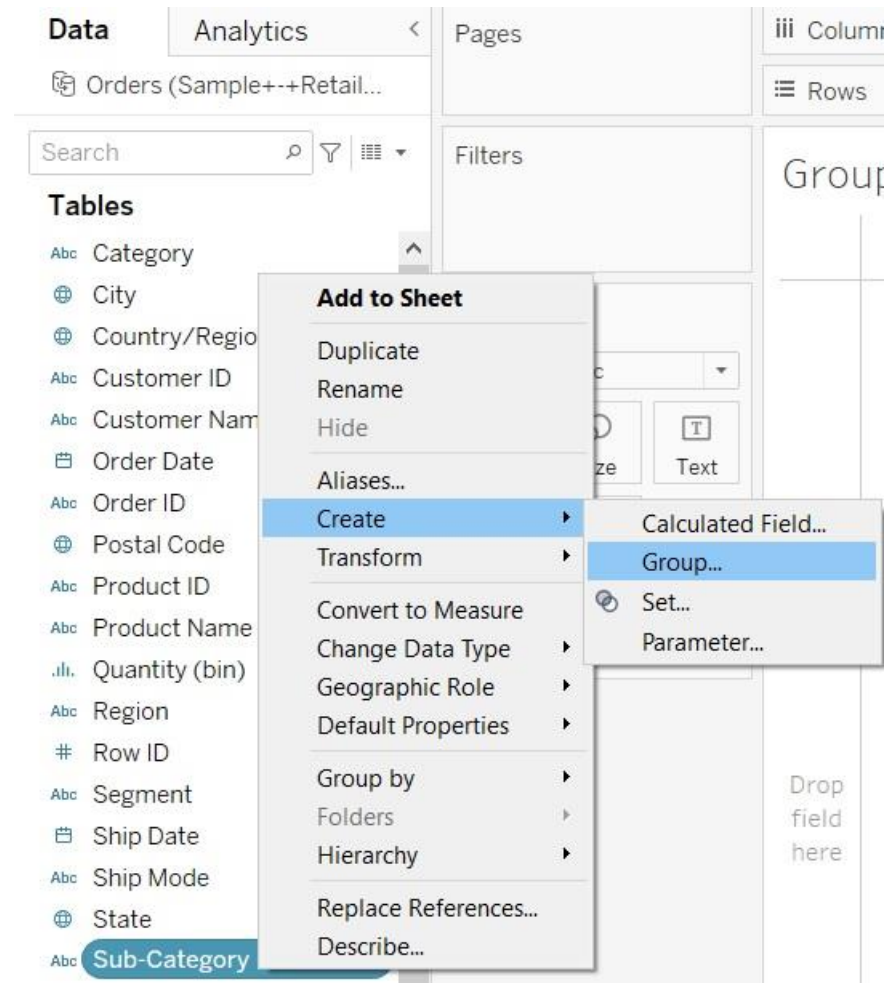 Data
Analytics
Pages
Columr
Orders (Sample+-+Retail...
Rows
Search
Filters
Group
Tables
Abc Category
City
Country/Regio
Abc Customer ID
Abc Customer Nam
Order Date
Abc Order ID
Postal Code
Abc Product ID
Abc Product Name
Quantity (bin)
Abc Region
# Row ID
Abc Segment
Ship Date
Abc Ship Mode
State
Abc Sub-Category
Add to Sheet
Duplicate
Rename
Hide
Aliases...
Create
Transform
Convert to Measure
Change Data Type
Geographic Role
Default Properties
Group by
Folders
Hierarchy
Replace References...
Describe...
c
ze
T
Text
Calculated Field...
Group...
Set...
Parameter...
Drop
field
here